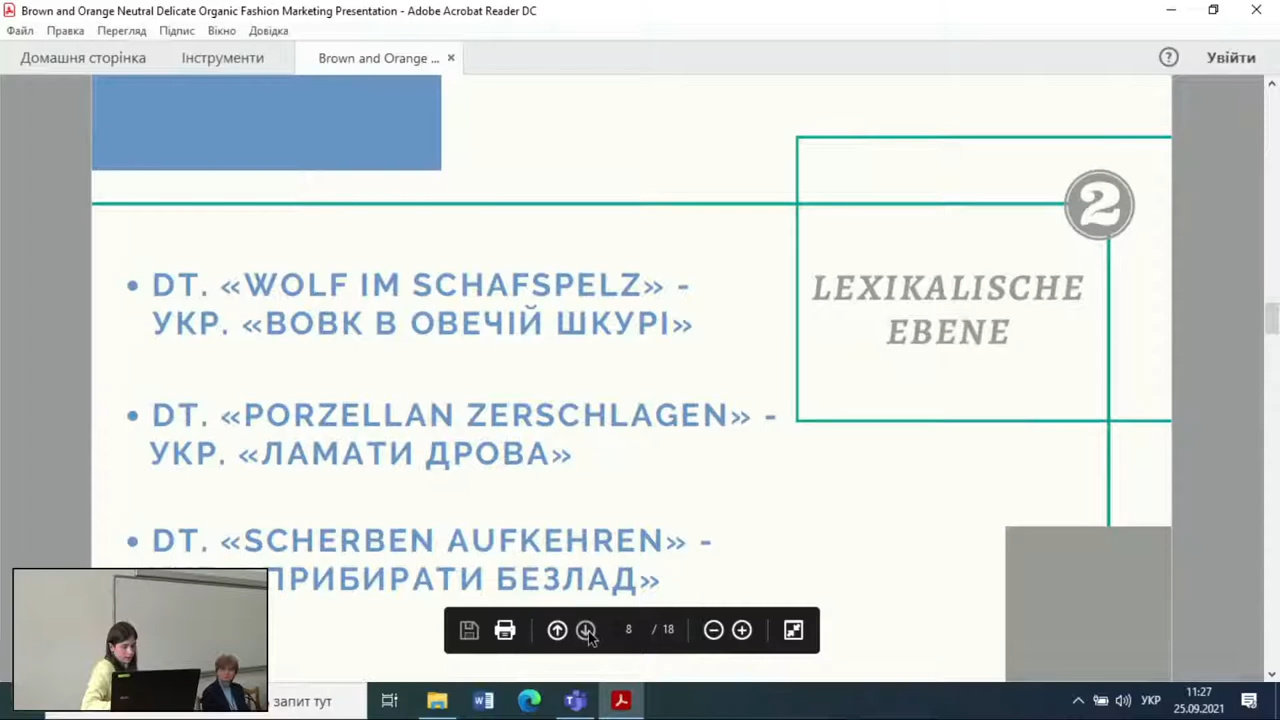 Brown and Orange Neutral Delicate Organic Fashion Marketing Presentation - Adobe Acrobat Reader DC
Файл Правка Перегляд Підпис Вікно Довідка
Домашня сторінка Інструменти Brown and Orange ... Увійти
2
LEXIKALISCHE
EBENE
• DT. «WOLF IM SCHAFSPELZ» -
УКР. «ВОВК В ОВЕЧІЙ ШКУРІ»
• DT. «PORZELLAN ZERSCHLAGEN» -
УКР. «ЛАМАТИ ДРОВА»
• DT. «SCHERBEN AUFKEHREN» -
ПРИБИРАТИ БЕЗЛАД»
8 / 18
запит тут
УКР
11:27
25.09.2021